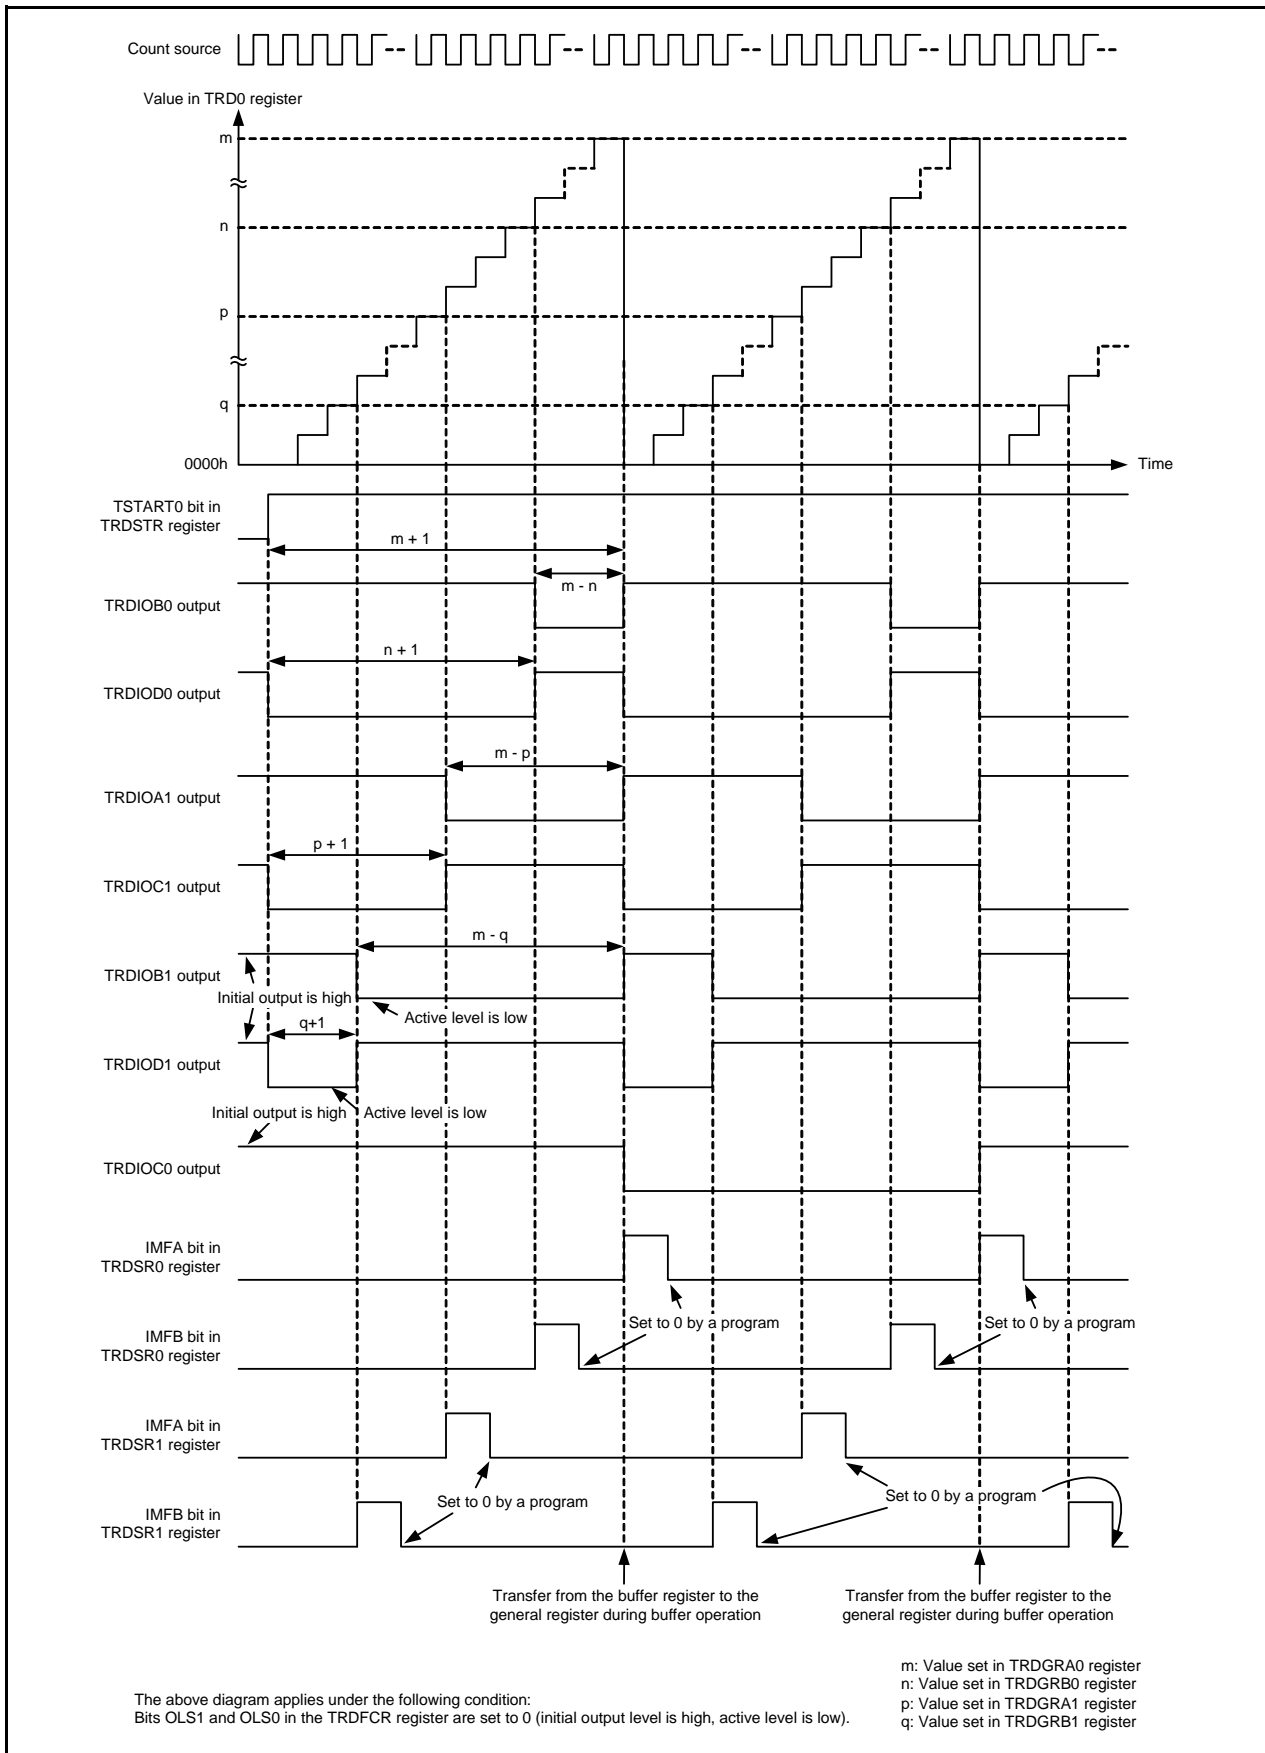 Count source
Value in TRD0 register
m
n
p
q
0000h
Time
TSTART0 bit in
TRDSTR register
m + 1
m - n
TRDIOB0 output
n + 1
TRDIOD0 output
m - p
TRDIOA1 output
p + 1
TRDIOC1 output
m - q
TRDIOB1 output
Initial output is high
Active level is low
q+1
TRDIOD1 output
Initial output is high
Active level is low
TRDIOC0 output
IMFA bit in
TRDSR0 register
Set to 0 by a program
Set to 0 by a program
IMFB bit in
TRDSR0 register
IMFA bit in
TRDSR1 register
Set to 0 by a program
Set to 0 by a program
IMFB bit in
TRDSR1 register
Transfer from the buffer register to the
general register during buffer operation
Transfer from the buffer register to the
general register during buffer operation
m: Value set in TRDGRA0 register
n: Value set in TRDGRB0 register
p: Value set in TRDGRA1 register
q: Value set in TRDGRB1 register
The above diagram applies under the following condition:
Bits OLS1 and OLS0 in the TRDFCR register are set to 0 (initial output level is high, active level is low).